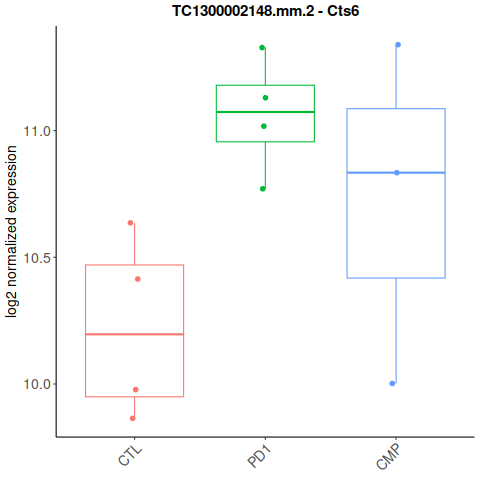 TC1300002148.mm.2 - Cts6
log2 normalized expression
11.0
10.5
10.0
CTL
PD1
CMP